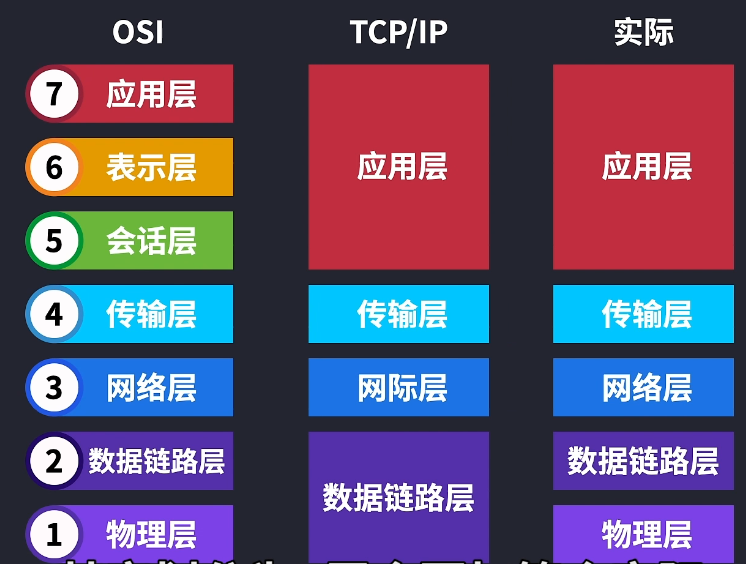 OSI TCP/IP 实际
7 应用层 应用层 应用层
6 表示层
5 会话层
4 传输层 传输层 传输层
3 网络层 网际层 网络层
2 数据链路层 数据链路层 数据链路层
1 物理层 物理层